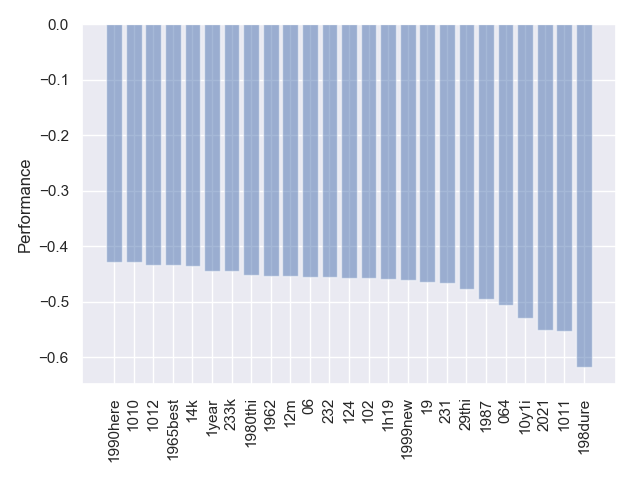 0.0
−0.1
−0.2
−0.3
−0.4
−0.5
−0.6
Performance
1990here
1010
1012
1965best
14k
1year
233k
1980thi
1962
12m
06
232
124
102
1h19
1999new
19
231
29thi
1987
064
10y1i
2021
1011
198dure